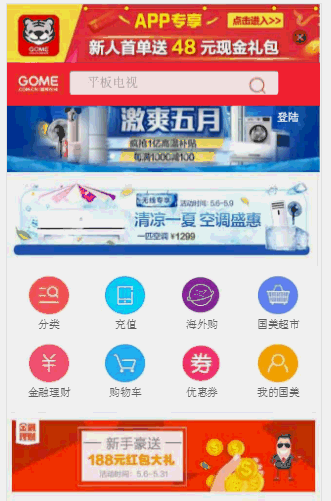 APP专享 点击进入>>
GOME 新人首单送 48 元现金礼包
GOME 平板电视
激爽五月 登陆
疯抢1亿高温补贴
每满1000减100
无线专享 活动时间: 5.6-5.9
清凉一夏 空调盛惠
一匹空调 ¥1299
分类 充值 海外购 国美超市
金融理财 购物车 优惠券 我的国美
券
金融
理财
新手豪送
188元红包大礼
活动时间: 5.6-5.31